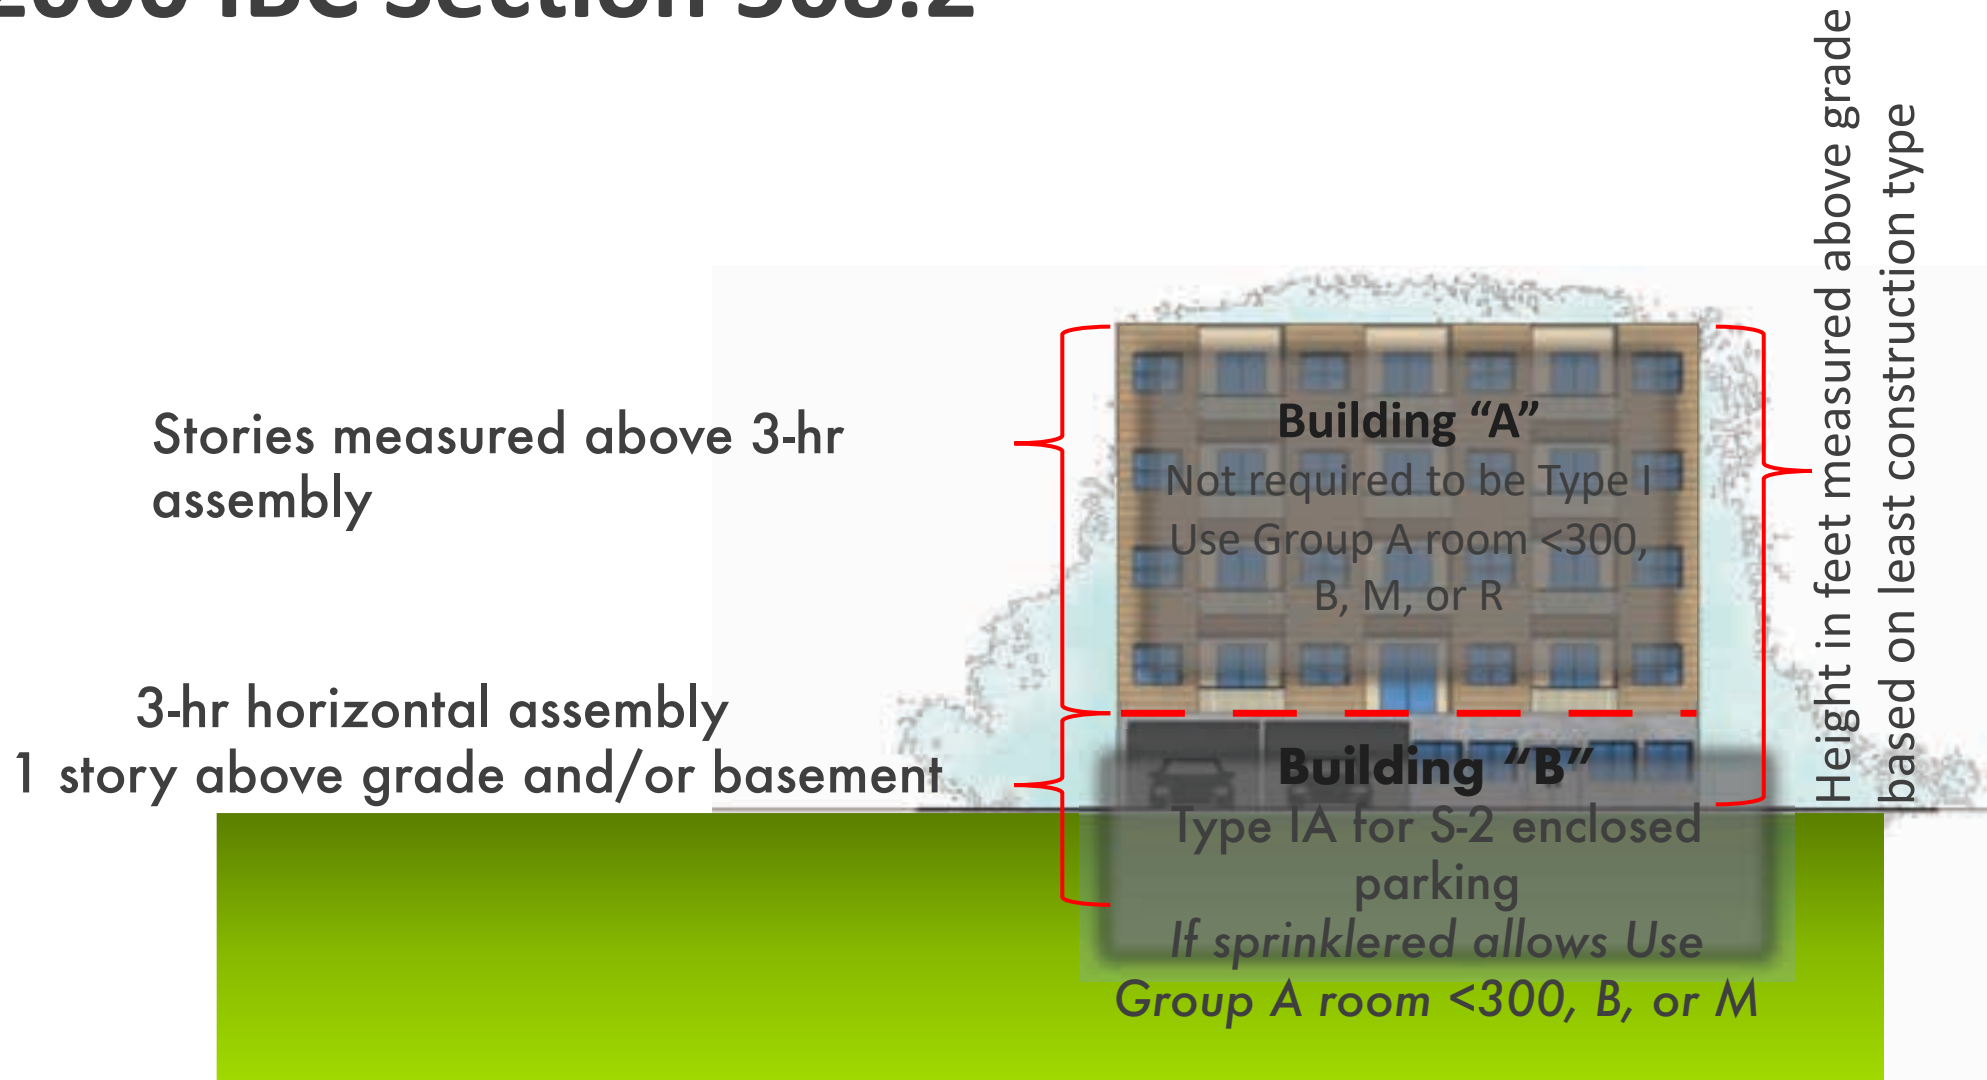 IBC Section
Stories measured above 3-hr
assembly
3-hr horizontal assembly
1 story above grade and/or basement
Building “A”
Not required to be Type I
Use Group A room <300,
B, M, or R
Building “B”
Type IA for S-2 enclosed
parking
If sprinklered allows Use
Group A room <300, B, or M
Height in feet measured above grade
based on least construction type